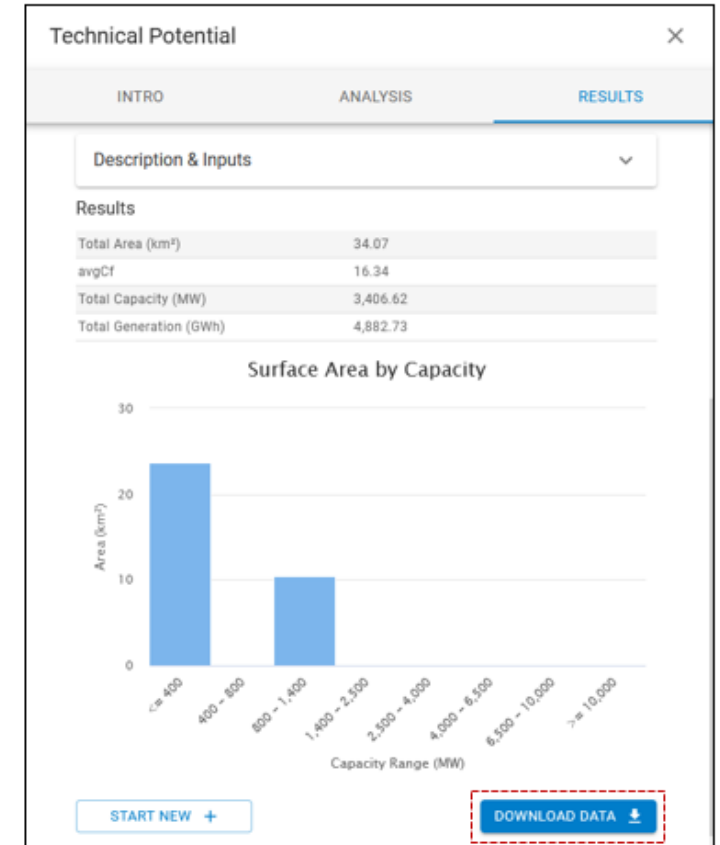 Technical Potential
INTRO ANALYSIS RESULTS
Description & Inputs
Results
Total Area (km²) 34.07
avgCf 16.34
Total Capacity (MW) 3,406.62
Total Generation (GWh) 4,882.73
Surface Area by Capacity
30
20
10
0
Area (km²)
<= 400 400 - 800 800 - 1,400 1,400 - 2,500 2,500 - 4,000 4,000 - 6,500 6,500 - 10,000 >= 10,000
Capacity Range (MW)
START NEW + DOWNLOAD DATA